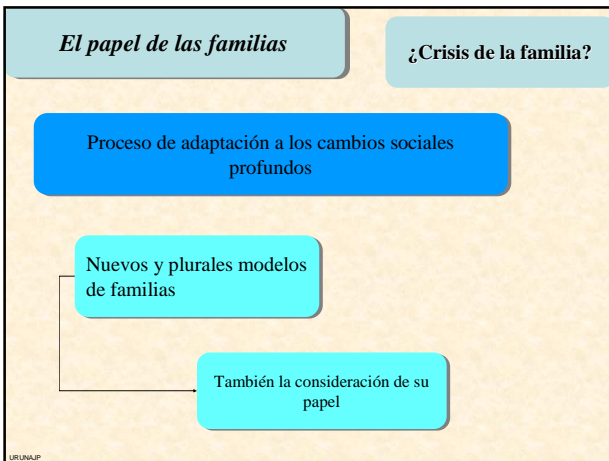 El papel de las familias
¿Crisis de la familia?
Proceso de adaptación a los cambios sociales
profundos
Nuevos y plurales modelos
de familias
También la consideración de su
papel
URUNAJP